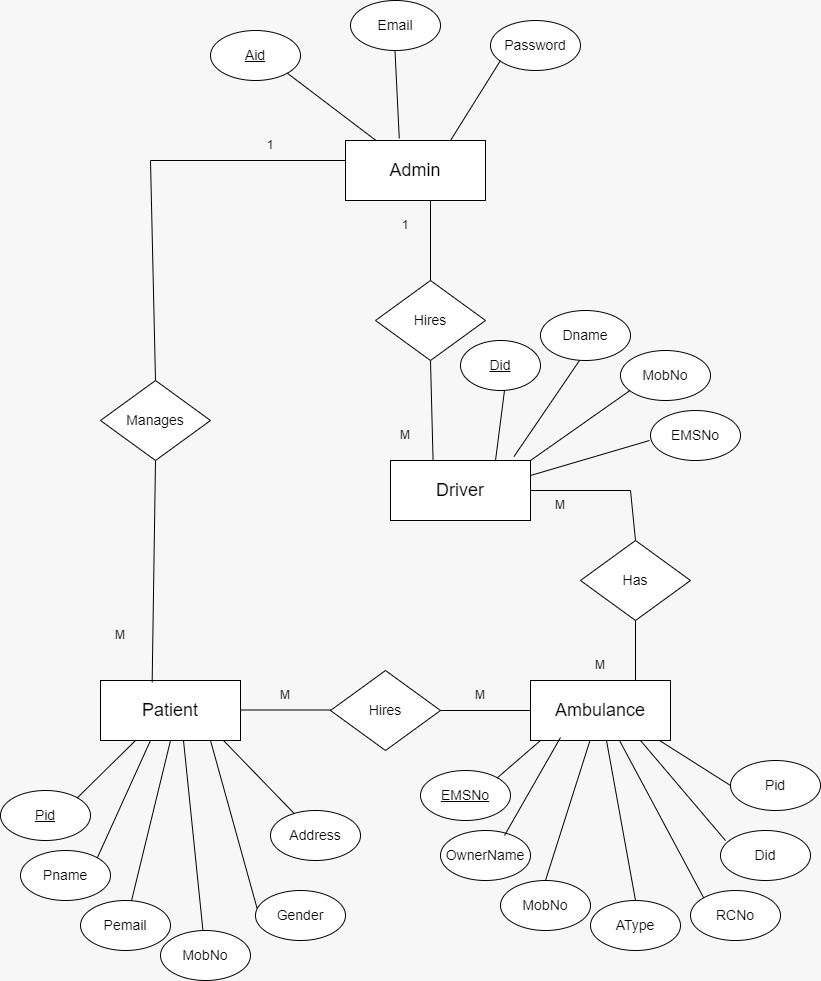 Email
Password
Aid
1
Admin
1
Hires
Dname
Did
MobNo
Manages
M
EMSNo
Driver
M
Has
M
M
M
M
Patient
Hires
Ambulance
Pid
EMSNo
Pid
Address
OwnerName
Did
Pname
MobNo
Gender
RCNo
Pemail
AType
MobNo